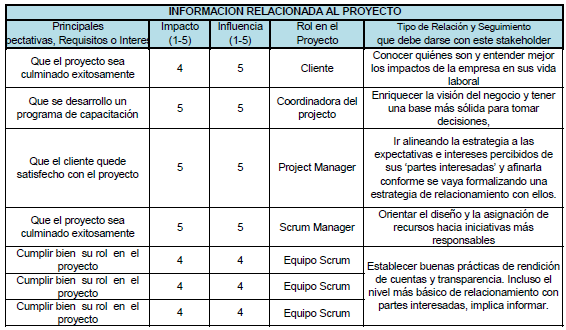 INFORMACION RELACIONADA AL PROYECTO
Principales Impacto Influencia Rol en el Tipo de Relación y Seguimiento
pectativas, Requisitos o Interes (1-5) (1-5) Proyecto que debe darse con este stakeholder
Que el proyecto sea culminado exitosamente 4 5 Cliente
Conocer quiénes son y entender mejor
los impactos de la empresa en su vida
laboral
Que se desarrollo un programa de capacitación 5 5 Coordinadora del projecto
Enriquecer la visión del negocio y tener
una base más sólida para tomar
decisiones,
Que el cliente quede satisfecho con el proyecto 5 5 Project Manager
Ir alineando la estrategia a las
expectativas e intereses percibidos de
sus ‘partes interesadas’ y afinarla
conforme se vaya formalizando una
estrategia de relacionamiento con ellos.
Que el proyecto sea culminado exitosamente 5 5 Scrum Manager
Orientar el diseño y la asignación de
recursos hacia iniciativas más
responsables
Cumplir bien su rol en el proyecto 4 4 Equipo Scrum
Cumplir bien su rol en el proyecto 4 4 Equipo Scrum
Cumplir bien su rol en el proyecto 4 4 Equipo Scrum
Establecer buenas prácticas de rendición
de cuentas y transparencia. Incluso el
nivel más básico de relacionamiento con
partes interesadas, implica informar.